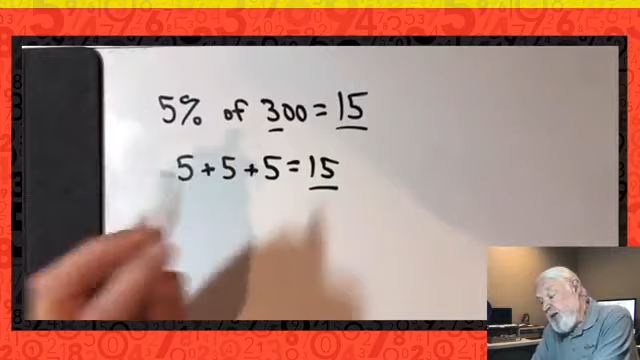 5% of 300 = 15
5 + 5 + 5 = 15